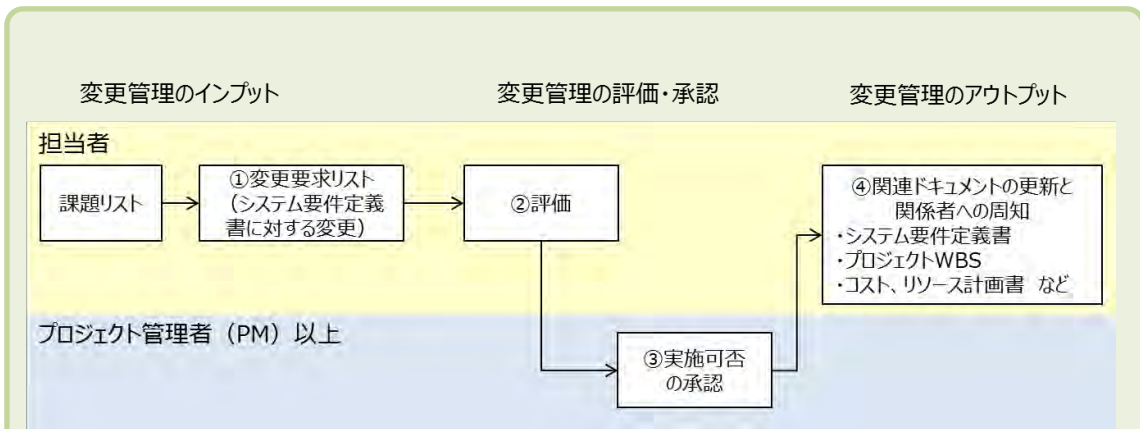 変更管理のインプット
変更管理の評価・承認
変更管理のアウトプット
担当者
課題リスト
①変更要求リスト
（システム要件定義
書に対する変更）
②評価
④関連ドキュメントの更新と
関係者への周知
・システム要件定義書
・プロジェクトWBS
・コスト、リソース計画書 など
プロジェクト管理者（PM）以上
③実施可否
の承認